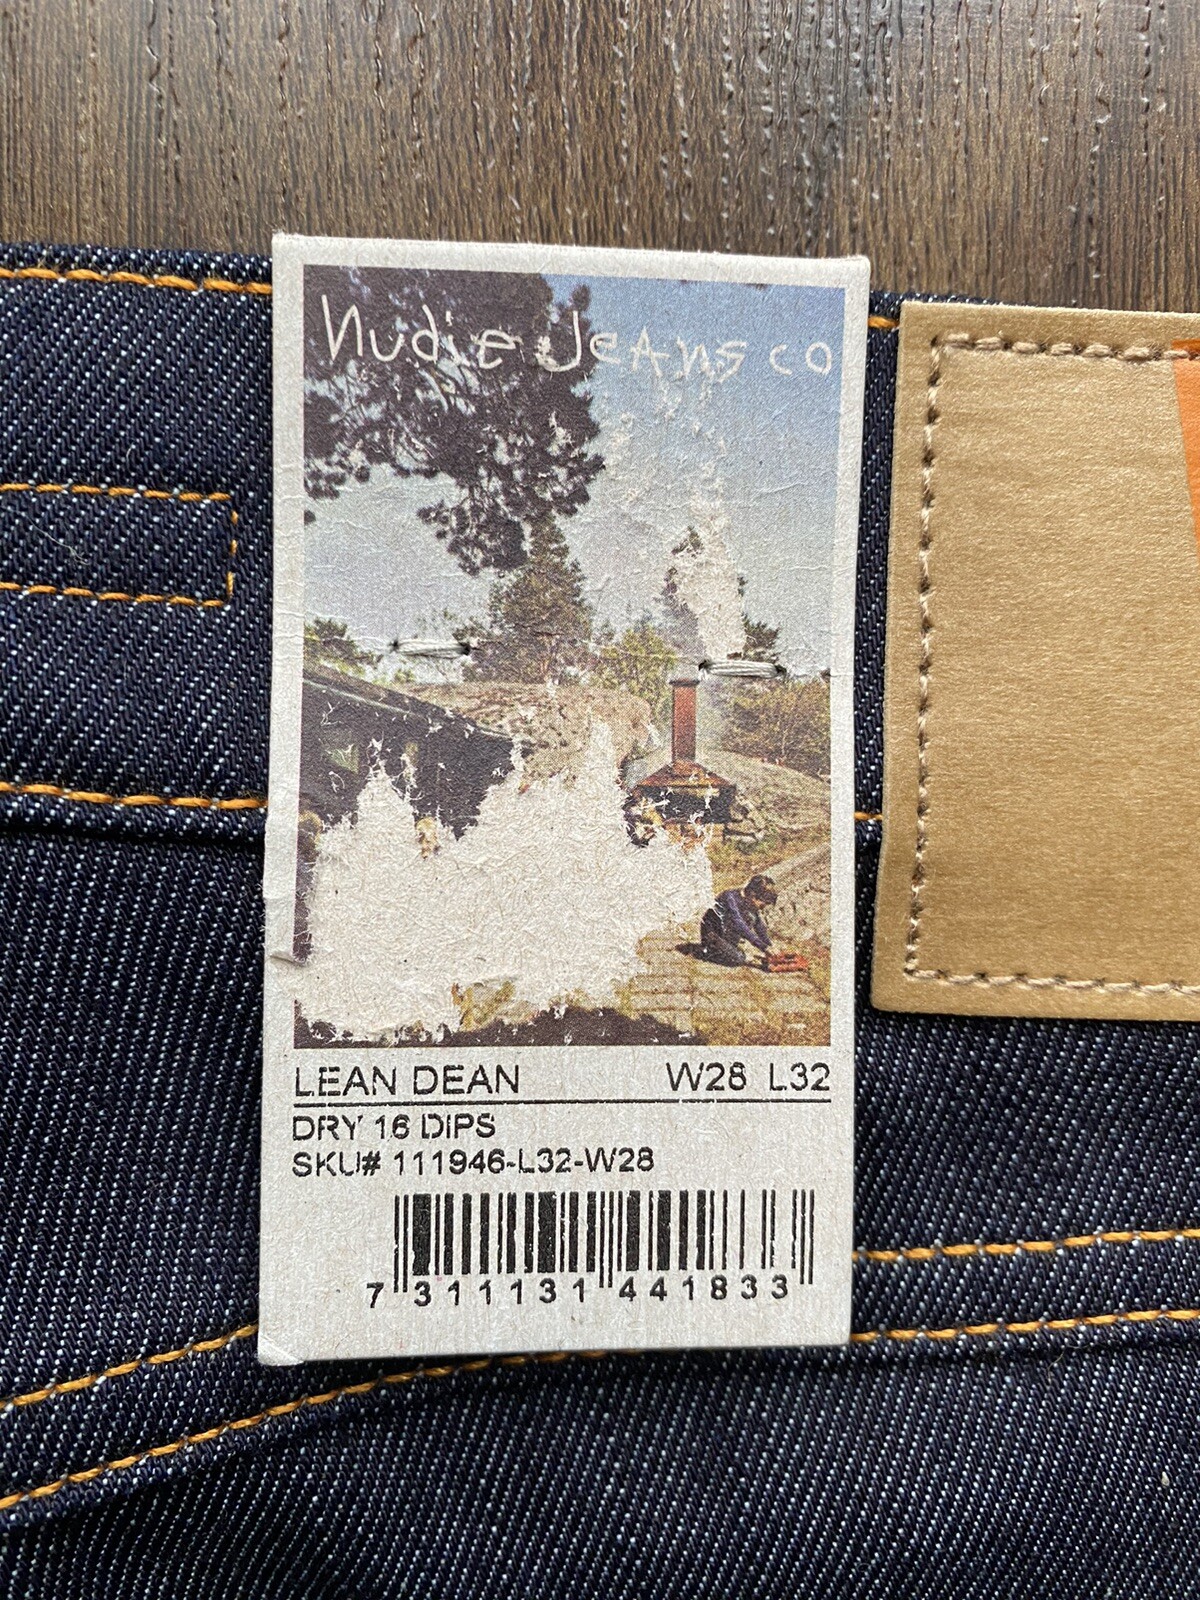 Nudie Jeans co
LEAN DEAN W28 L32
DRY 16 DIPS
SKU# 111946-L32-W28
7 311131 441833